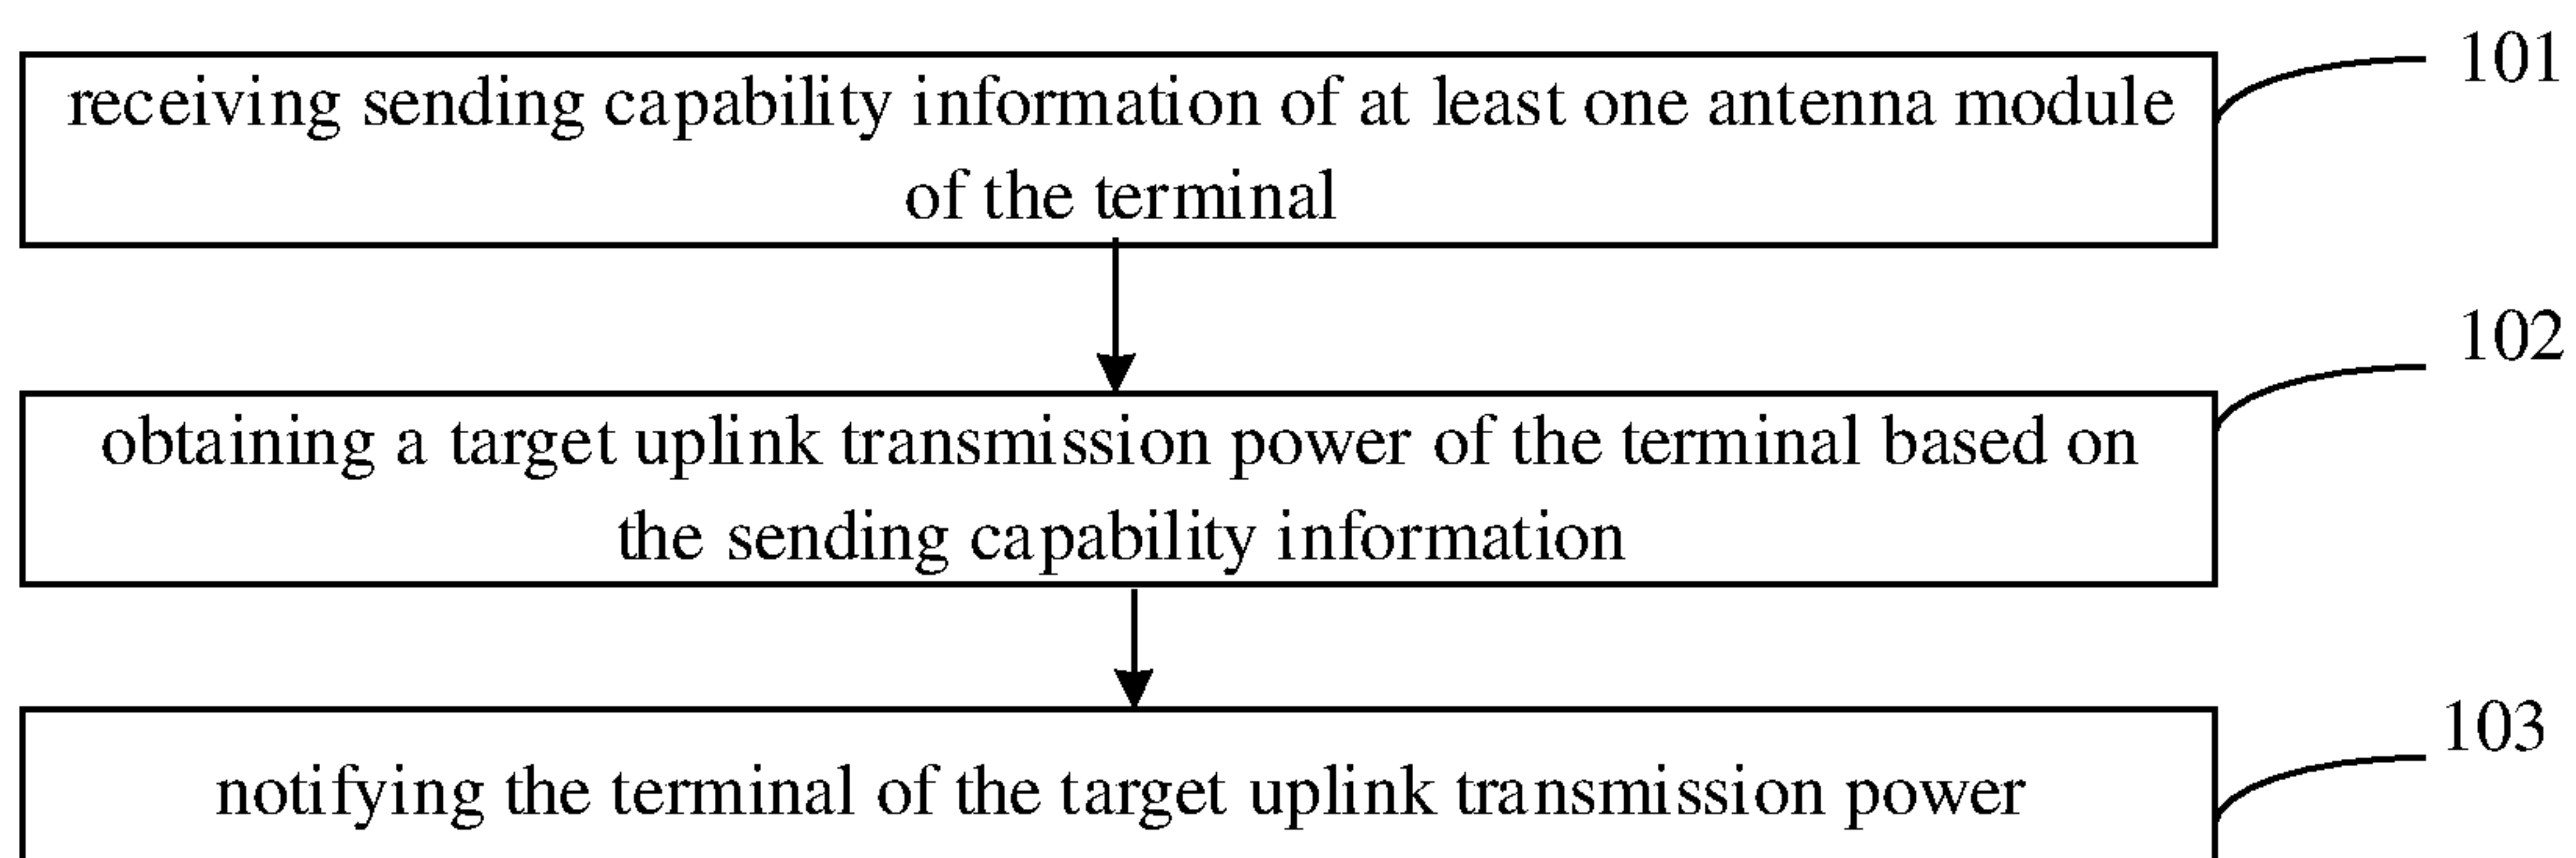 receiving sending capability information of at least one antenna module
of the terminal
101
obtaining a target uplink transmission power of the terminal based on
the sending capability information
102
notifying the terminal of the target uplink transmission power
103